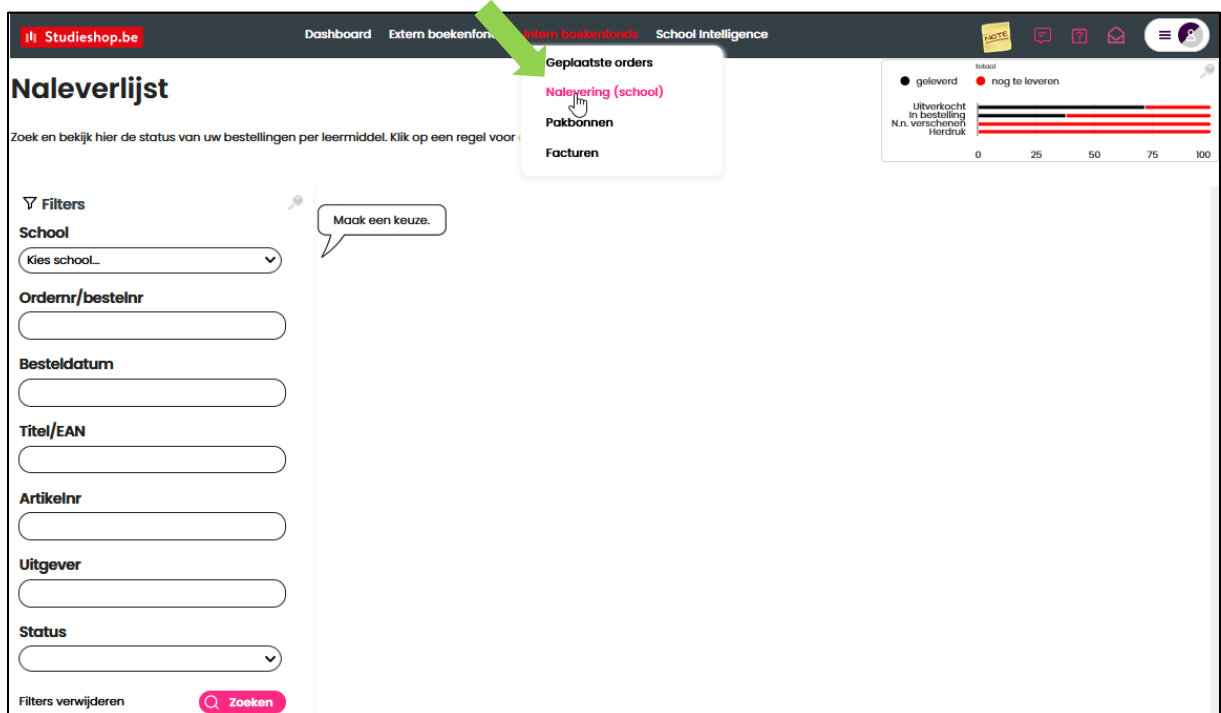 Studieshop.be
Dashboard Extern boekenfonds Intern boekenfonds School Intelligence
NOTE
Geplaatste orders
Nalevering (school)
Pakbonnen
Facturen
Naleverlijst
Zoek en bekijk hier de status van uw bestellingen per leermiddel. Klik op een regel voor
totaal
geleverd nog te leveren
Uitverkocht
In bestelling
N.n. verschenen
Herdruk
0 25 50 75 100
Filters
School
Kies school...
Ordernr/bestelnr
Besteldatum
Titel/EAN
Artikelnr
Uitgever
Status
Filters verwijderen Zoeken
Maak een keuze.